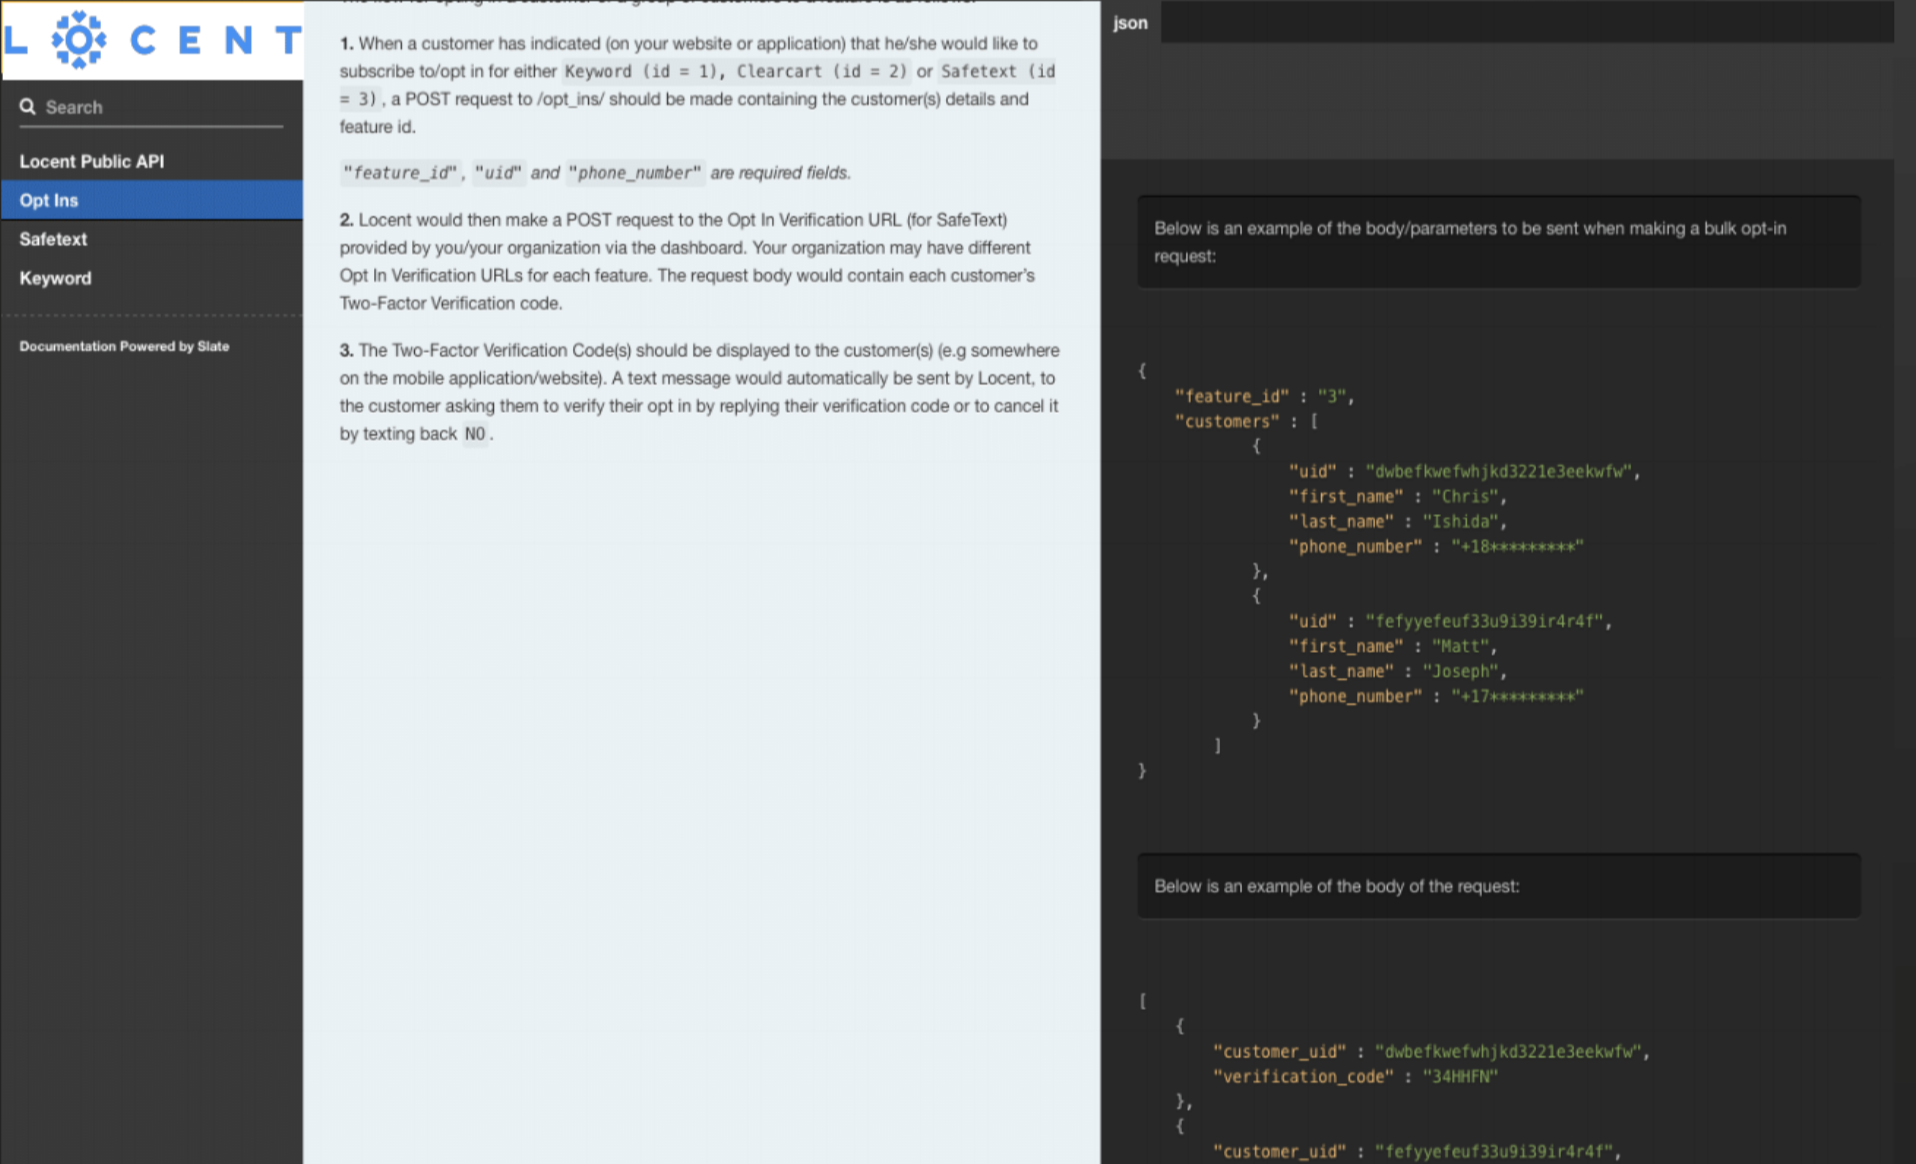 L CENT
Search
Locent Public API
Opt Ins
Safetext
Keyword
Documentation Powered by Slate
1. When a customer has indicated (on your website or application) that he/she would like to
subscribe to/opt in for either Keyword (id = 1), Clearcart (id = 2) or Safetext (id
= 3) , a POST request to /opt_ins/ should be made containing the customer(s) details and
feature id.
"feature_id", "uid" and "phone_number" are required fields.
2. Locent would then make a POST request to the Opt In Verification URL (for SafeText)
provided by you/your organization via the dashboard. Your organization may have different
Opt In Verification URLs for each feature. The request body would contain each customer's
Two-Factor Verification code.
3. The Two-Factor Verification Code(s) should be displayed to the customer(s) (e.g somewhere
on the mobile application/website). A text message would automatically be sent by Locent, to
the customer asking them to verify their opt in by replying their verification code or to cancel it
by texting back NO .
json
Below is an example of the body/parameters to be sent when making a bulk opt-in
request:
{
"feature_id" : "3",
"customers" : [
{
"uid" : "dwbefkwefwhjkd3221e3eekwfw",
"first_name" : "Chris",
"last_name" : "Ishida",
"phone_number" : "+18*********"
},
{
"uid" : "fefyyefeuf33u9i39ir4r4f",
"first_name" : "Matt",
"last_name" : "Joseph",
"phone_number" : "+17*********"
}
]
}
Below is an example of the body of the request:
[
{
"customer_uid" : "dwbefkwefwhjkd3221e3eekwfw",
"verification_code" : "34HHFN"
},
{
"customer_uid" : "fefyyefeuf33u9i39ir4r4f",